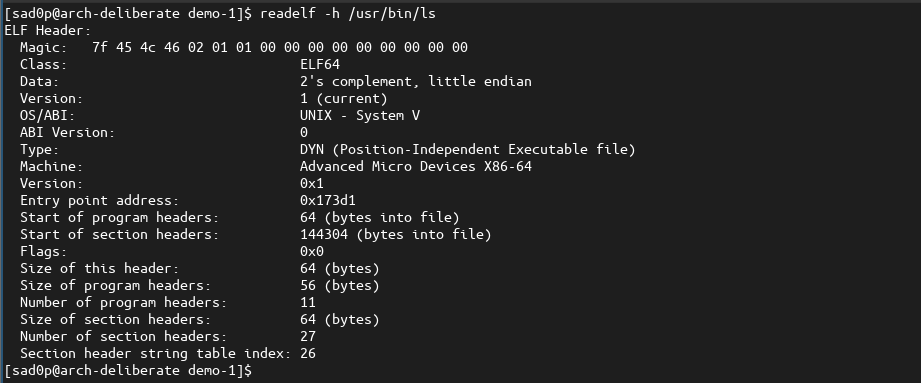 [sad0p@arch-deliberate demo-1]$ readelf -h /usr/bin/ls
ELF Header:
  Magic:   7f 45 4c 46 02 01 01 00 00 00 00 00 00 00 00 00
  Class:                             ELF64
  Data:                              2's complement, little endian
  Version:                           1 (current)
  OS/ABI:                            UNIX - System V
  ABI Version:                       0
  Type:                              DYN (Position-Independent Executable file)
  Machine:                           Advanced Micro Devices X86-64
  Version:                           0x1
  Entry point address:               0x173d1
  Start of program headers:          64 (bytes into file)
  Start of section headers:          144304 (bytes into file)
  Flags:                             0x0
  Size of this header:               64 (bytes)
  Size of program headers:           56 (bytes)
  Number of program headers:         11
  Size of section headers:           64 (bytes)
  Number of section headers:         27
  Section header string table index: 26
[sad0p@arch-deliberate demo-1]$